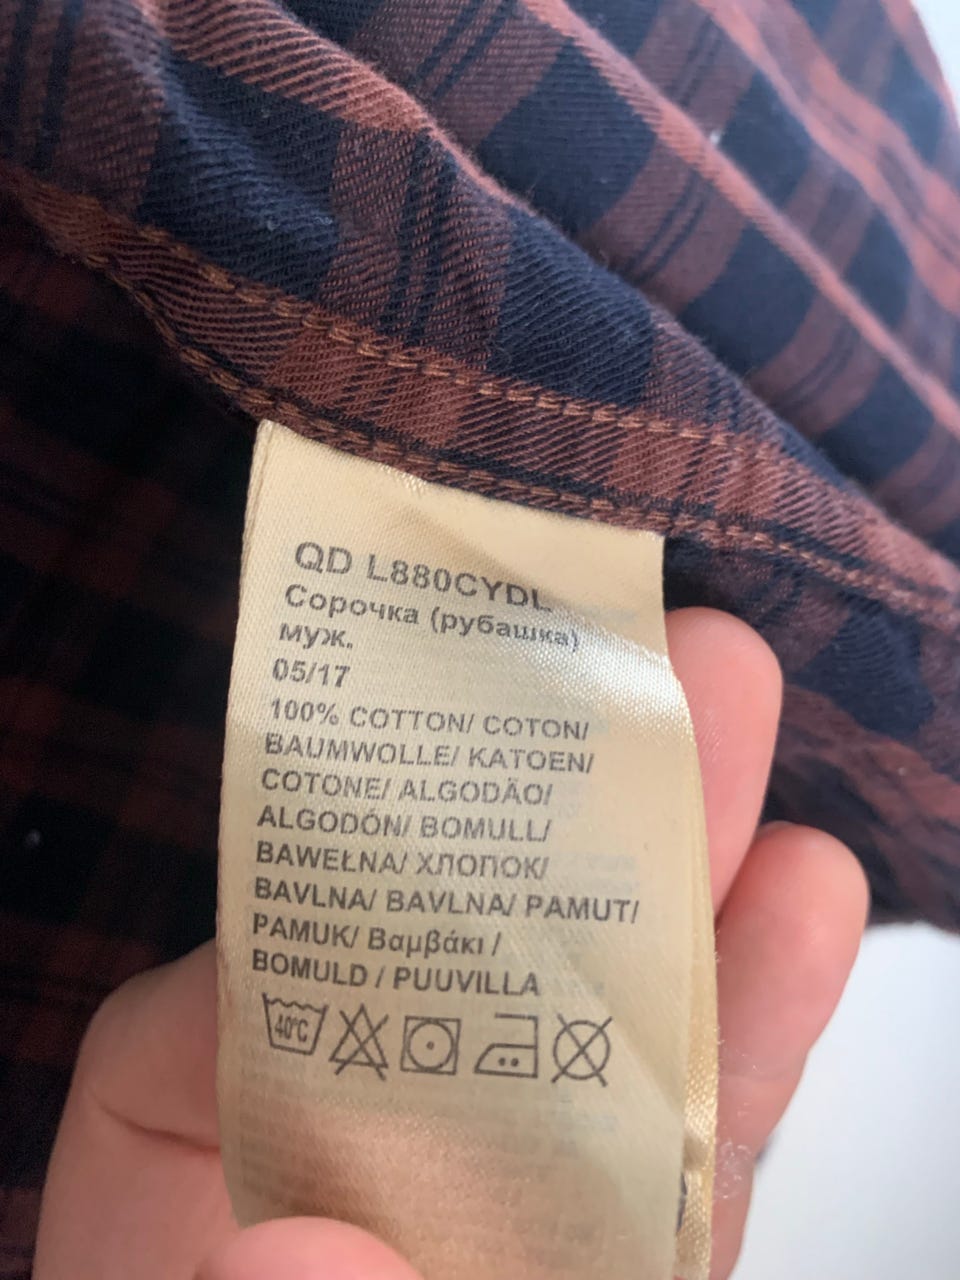 QD L880CYDL
Сорочка (рубашка)
муж.
05/17
100% COTTON/ COTON/
BAUMWOLLE/ KATOEN/
COTONE/ ALGODÃO/
ALGODÓN/ BOMULL/
BAWEŁNA/ ХЛОПОК/
BAVLNA/ BAVLNA/ PAMUT/
PAMUK/ Βαμβάκι /
BOMULD / PUUVILLA
40°C